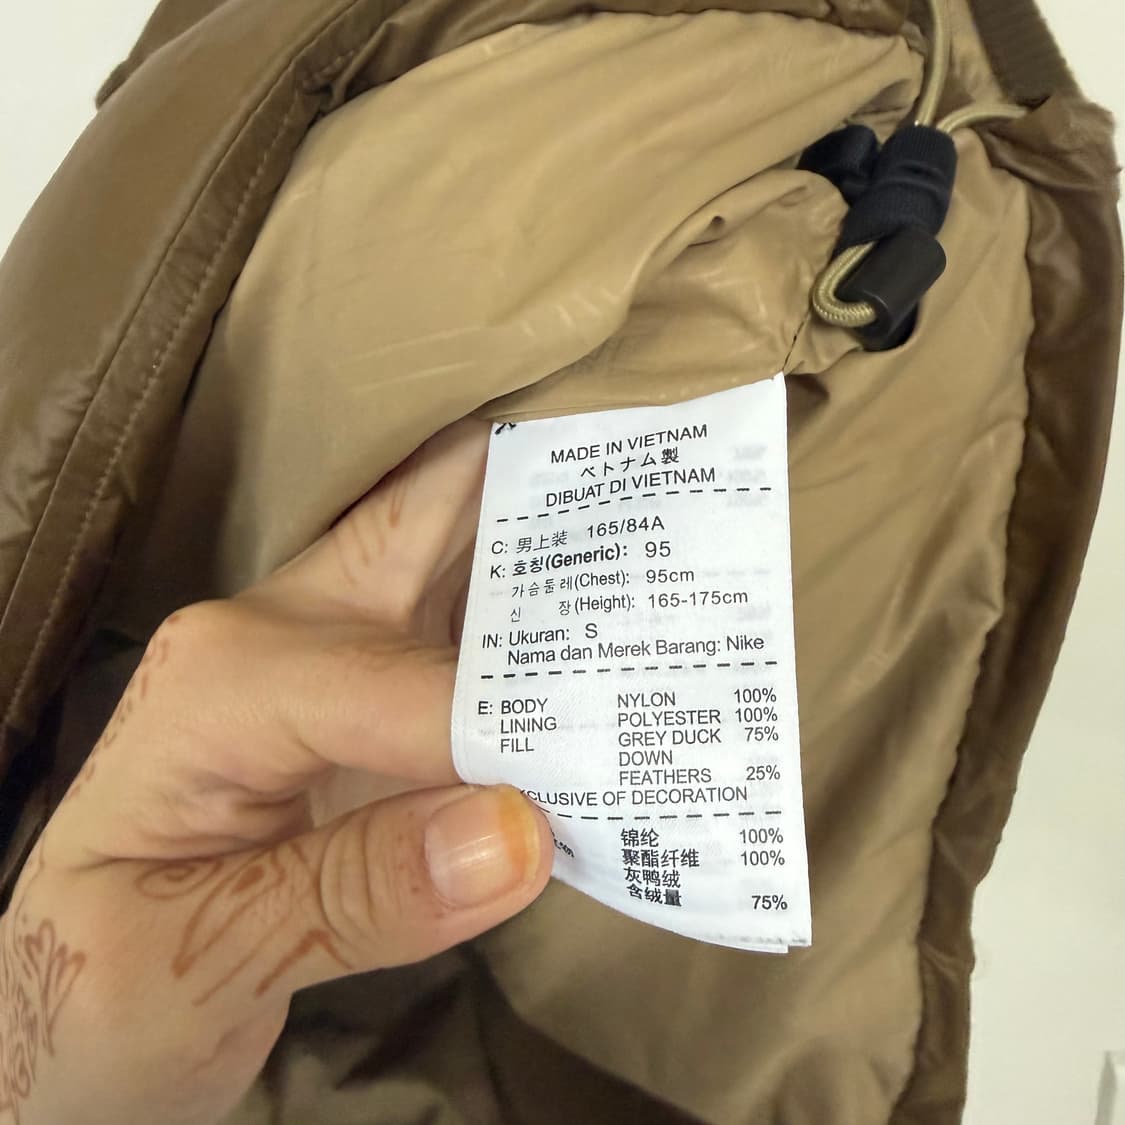 MADE IN VIETNAM
ベトナム製
DIBUAT DI VIETNAM
C: 男上装 165/84A
K: 호칭(Generic): 95
가슴둘레(Chest): 95cm
신 장(Height): 165-175cm
IN: Ukuran: S
Nama dan Merek Barang: Nike
E: BODY NYLON 100%
LINING POLYESTER 100%
FILL GREY DUCK 75%
DOWN
FEATHERS 25%
XCLUSIVE OF DECORATION
锦纶 100%
聚酯纤维 100%
灰鸭绒
含绒量 75%